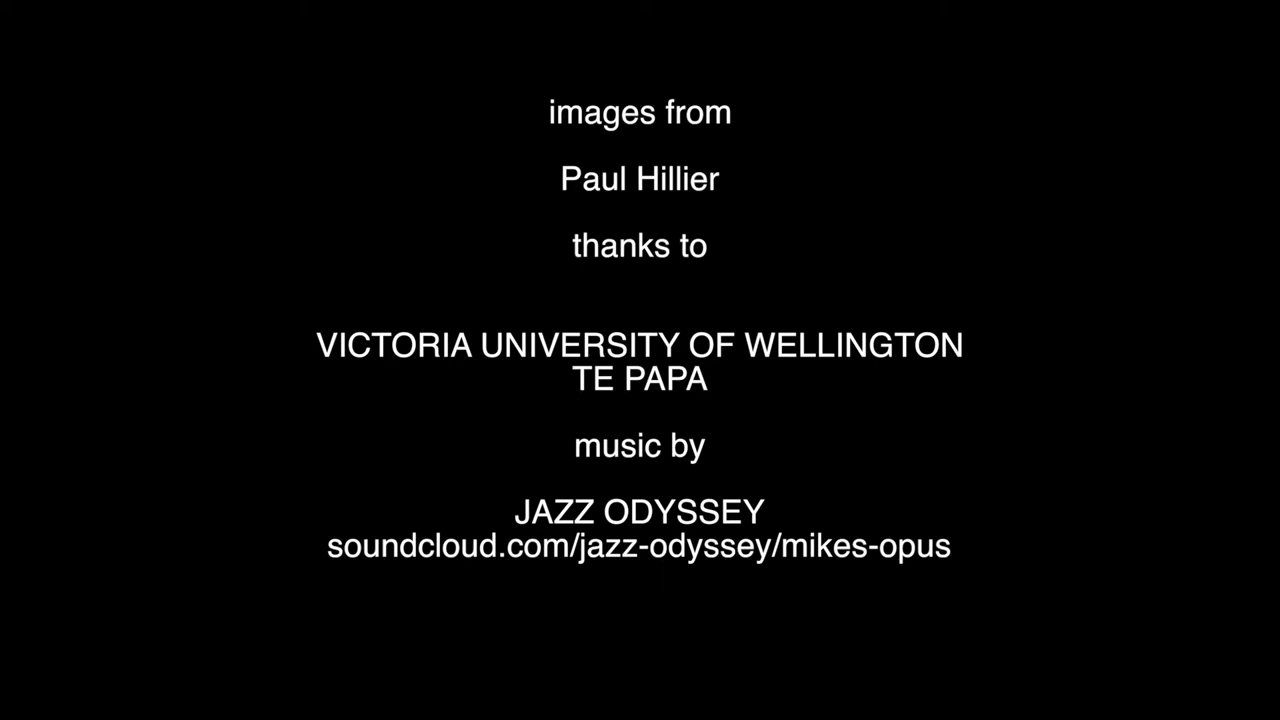 images from
Paul Hillier
thanks to
VICTORIA UNIVERSITY OF WELLINGTON
TE PAPA
music by
JAZZ ODYSSEY
soundcloud.com/jazz-odyssey/mikes-opus